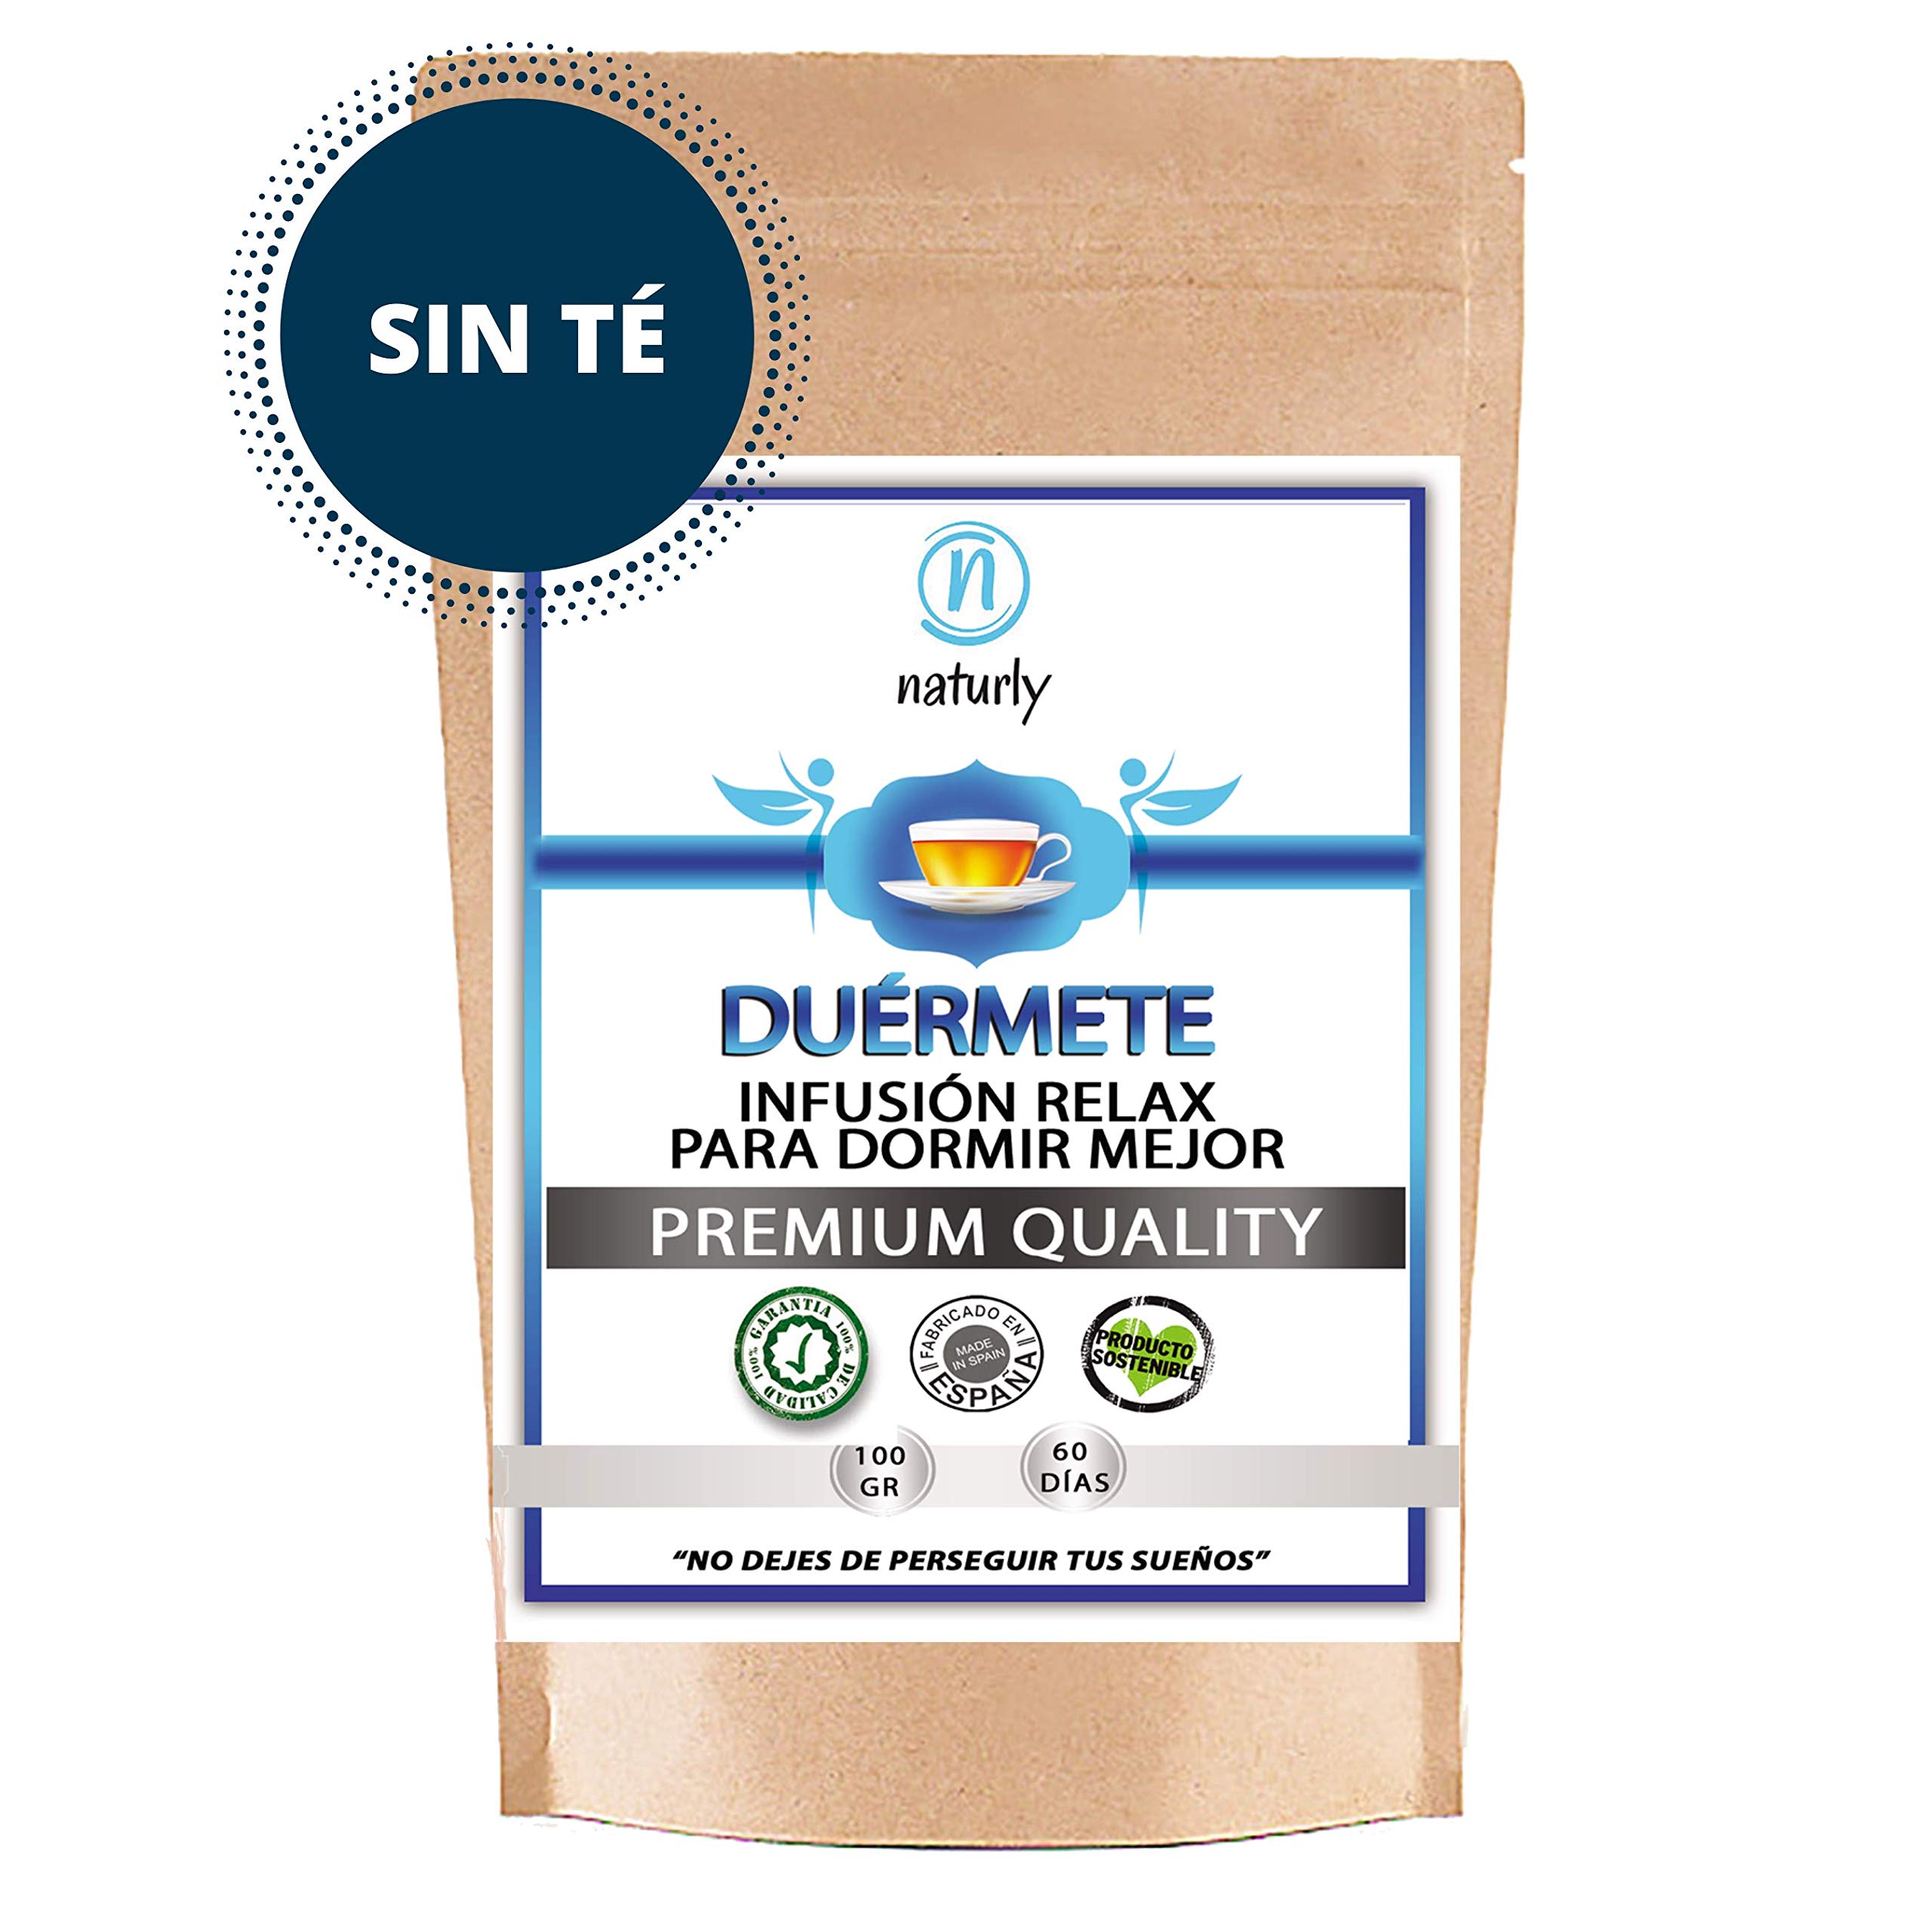 SIN TÉ
n
naturly
DUÉRMETE
INFUSIÓN RELAX
PARA DORMIR MEJOR
PREMIUM QUALITY
GARANTIA 100% DE CALIDAD 100%
FABRICADO EN
MADE
IN SPAIN
ESPAÑA
PRODUCTO
SOSTENIBLE
100
GR
60
DÍAS
“NO DEJES DE PERSEGUIR TUS SUEÑOS”